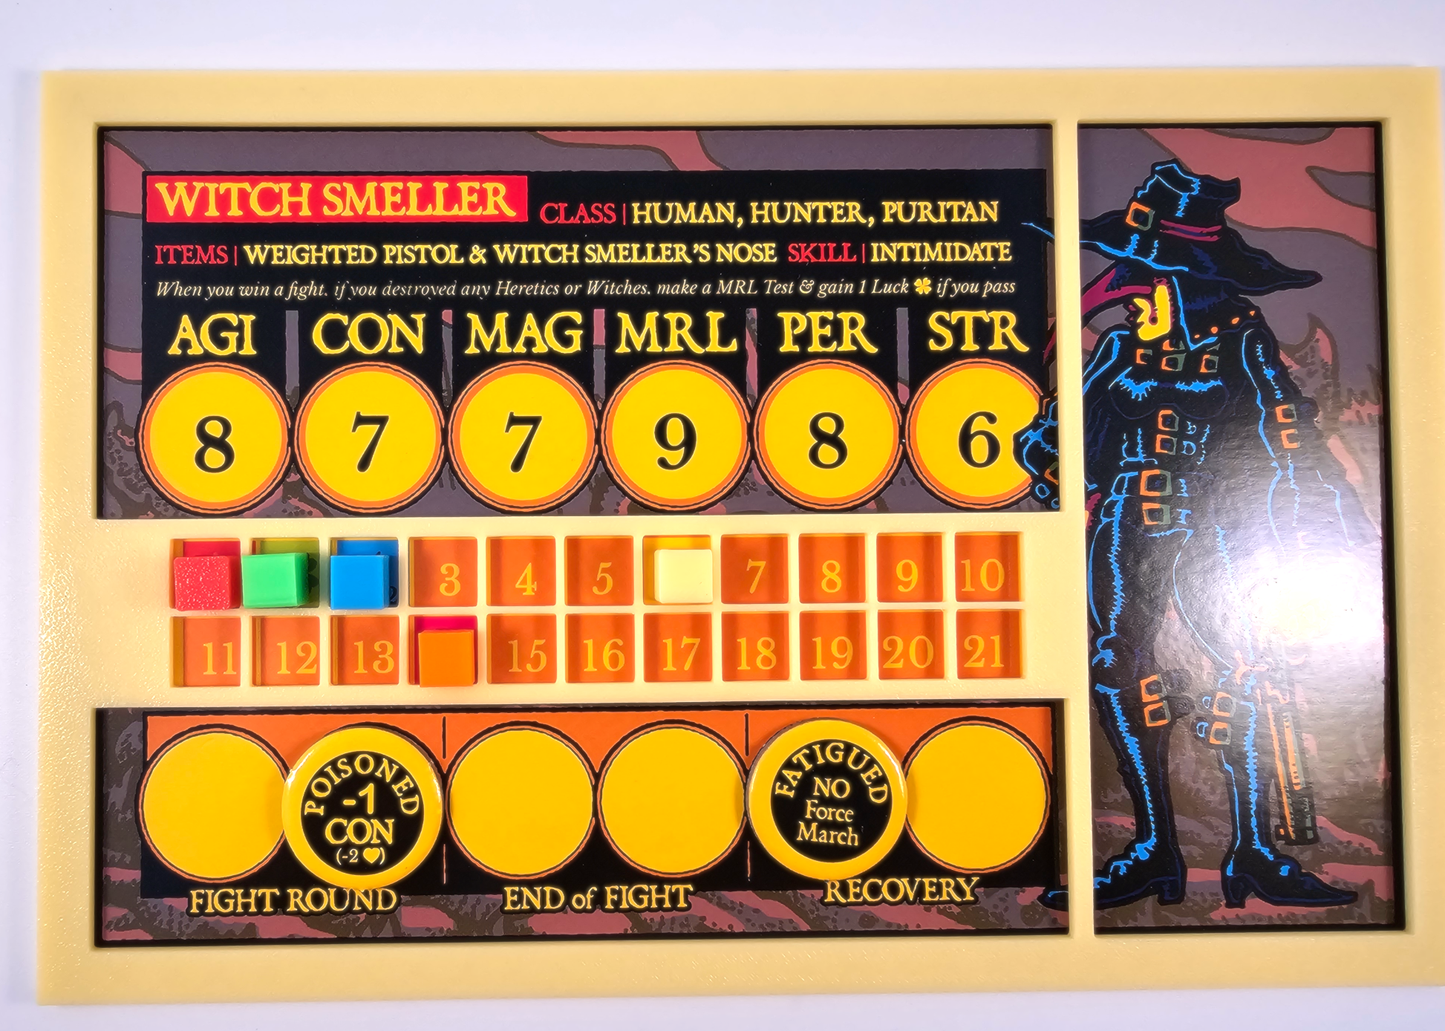 WITCH SMELLER CLASS | HUMAN, HUNTER, PURITAN
ITEMS | WEIGHTED PISTOL & WITCH SMELLER'S NOSE SKILL | INTIMIDATE
When you win a fight, if you destroyed any Heretics or Witches, make a MRL Test & gain 1 Luck 🍀 if you pass
AGI CON MAG MRL PER STR
8 7 7 9 8 6
2 3 4 5 7 8 9 10
11 12 13 15 16 17 18 19 20 21
POISONED
-1
CON
(-2 ♥)
FATIGUED
NO
Force
March
FIGHT ROUND END of FIGHT RECOVERY